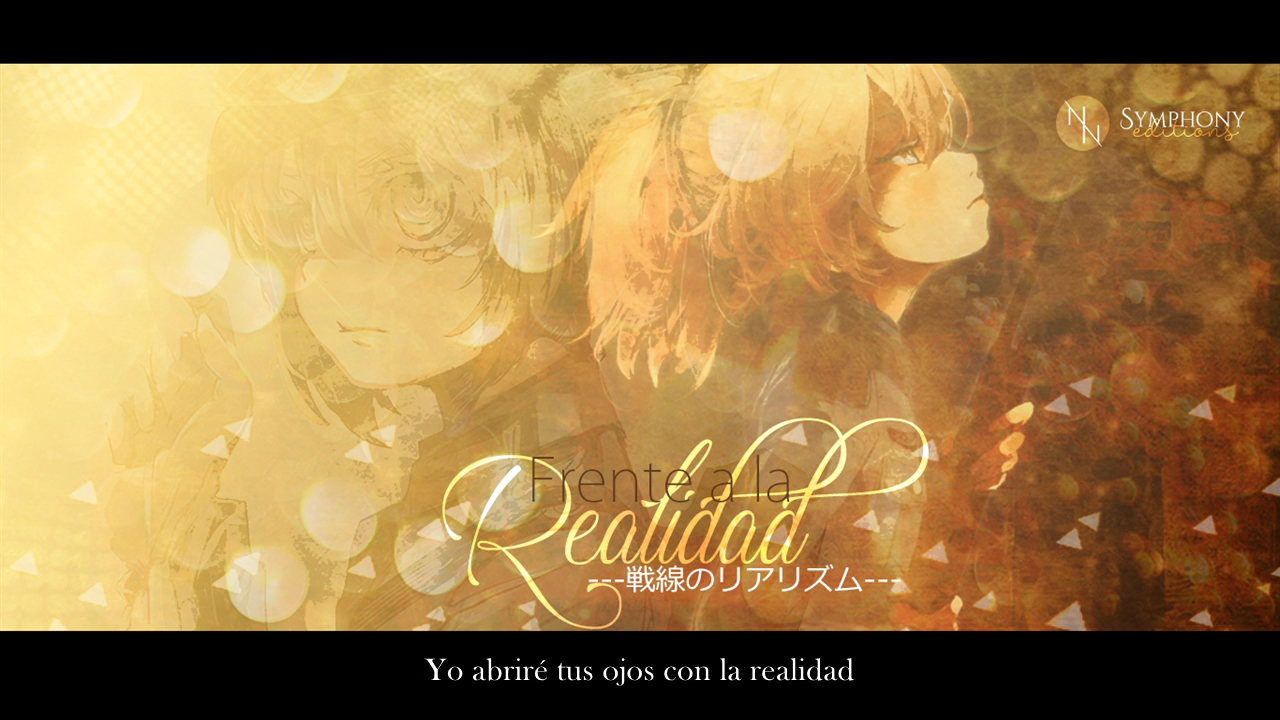 NN
SYMPHONY
editions
Frente a la
Realidad
---戦線のリアリズム---
Yo abriré tus ojos con la realidad